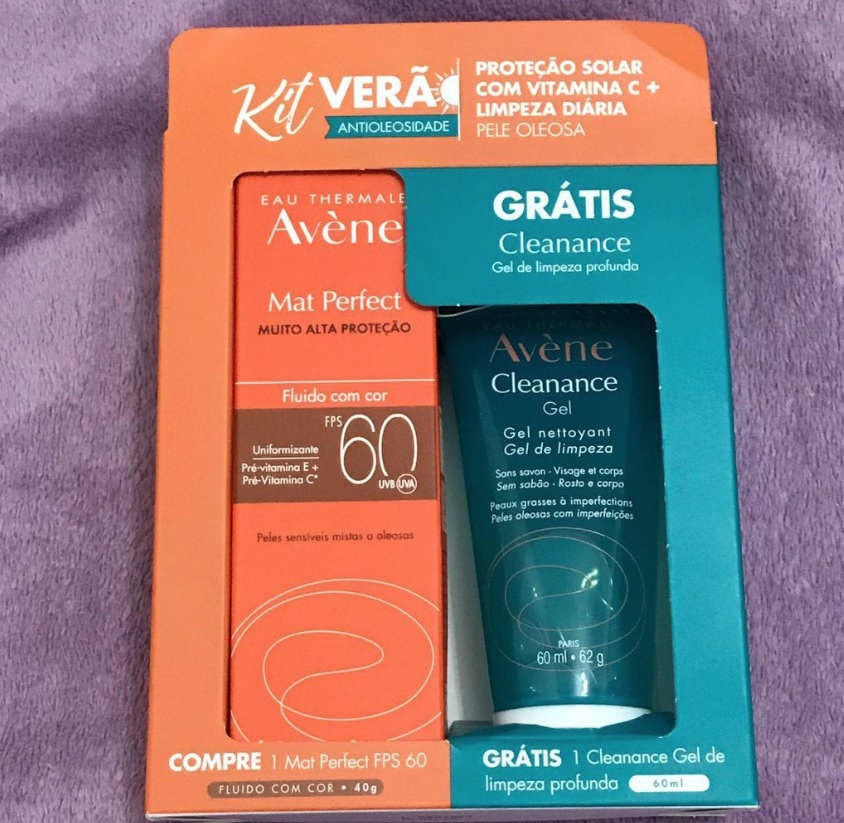 Kit VERÃO
ANTIOLEOSIDADE
PROTEÇÃO SOLAR
COM VITAMINA C +
LIMPEZA DIÁRIA
PELE OLEOSA
EAU THERMALE
Avène
Mat Perfect
MUITO ALTA PROTEÇÃO
Fluido com cor
FPS 60
UVB UVA
Uniformizante
Pré-vitamina E +
Pré-Vitamina C*
Peles sensíveis mistas a oleosas
GRÁTIS
Cleanance
Gel de limpeza profunda
EAU THERMALE
Avène
Cleanance
Gel
Gel nettoyant
Gel de limpeza
Sans savon - Visage et corps
Sem sabão - Rosto e corpo
Peaux grasses à imperfections
Peles oleosas com imperfeições
PARIS
60 ml • 62 g
COMPRE 1 Mat Perfect FPS 60
FLUIDO COM COR • 40g
GRÁTIS 1 Cleanance Gel de
limpeza profunda 60ml